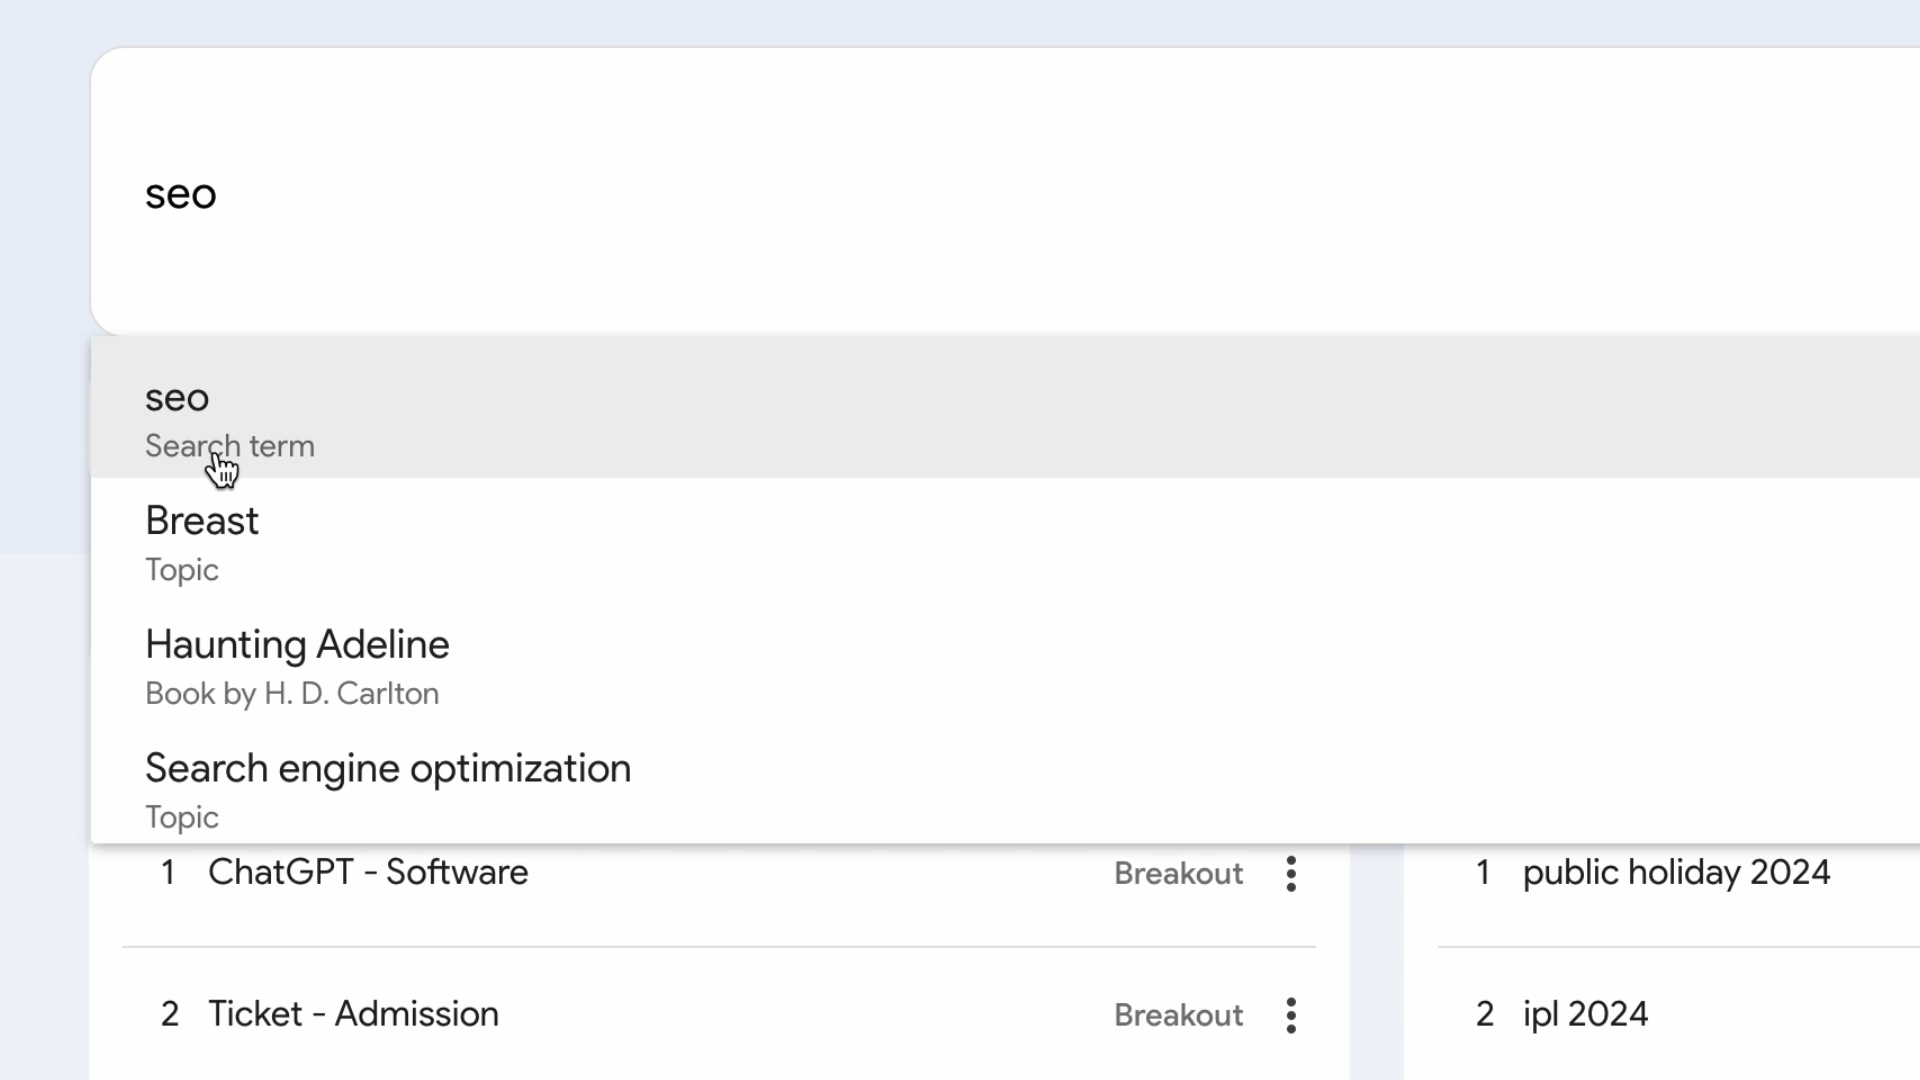 seo
seo
Search term
Breast
Topic
Haunting Adeline
Book by H. D. Carlton
Search engine optimization
Topic
1 ChatGPT - Software Breakout
1 public holiday 2024
2 Ticket - Admission Breakout
2 ipl 2024